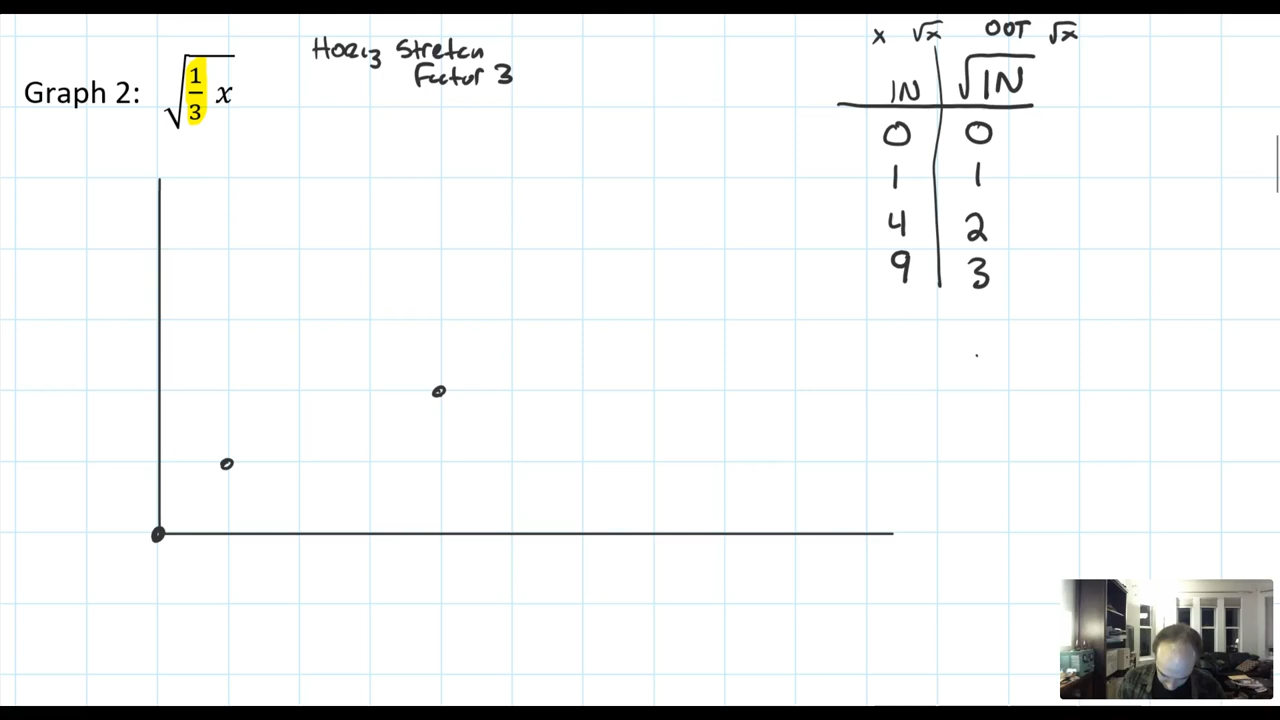 Graph 2: √(1/3 x)
Horiz Stretch
Factor 3
x √x OUT √x
IN √IN
0 0
1 1
4 2
9 3